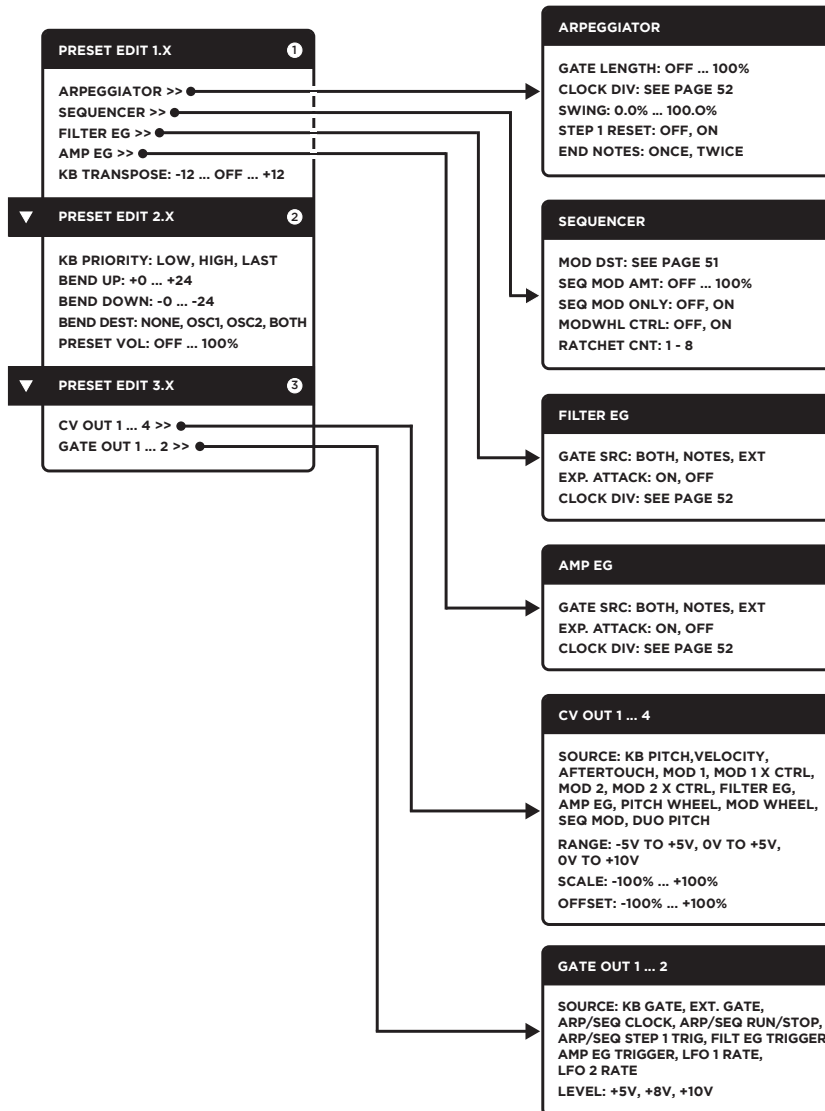 PRESET EDIT 1.X 1
ARPEGGIATOR >>
SEQUENCER >>
FILTER EG >>
AMP EG >>
KB TRANSPOSE: -12 ... OFF ... +12
▼ PRESET EDIT 2.X 2
KB PRIORITY: LOW, HIGH, LAST
BEND UP: +0 ... +24
BEND DOWN: -0 ... -24
BEND DEST: NONE, OSC1, OSC2, BOTH
PRESET VOL: OFF ... 100%
▼ PRESET EDIT 3.X 3
CV OUT 1 ... 4 >>
GATE OUT 1 ... 2 >>
ARPEGGIATOR
GATE LENGTH: OFF ... 100%
CLOCK DIV: SEE PAGE 52
SWING: 0.0% ... 100.O%
STEP 1 RESET: OFF, ON
END NOTES: ONCE, TWICE
SEQUENCER
MOD DST: SEE PAGE 51
SEQ MOD AMT: OFF ... 100%
SEQ MOD ONLY: OFF, ON
MODWHL CTRL: OFF, ON
RATCHET CNT: 1 - 8
FILTER EG
GATE SRC: BOTH, NOTES, EXT
EXP. ATTACK: ON, OFF
CLOCK DIV: SEE PAGE 52
AMP EG
GATE SRC: BOTH, NOTES, EXT
EXP. ATTACK: ON, OFF
CLOCK DIV: SEE PAGE 52
CV OUT 1 ... 4
SOURCE: KB PITCH,VELOCITY,
AFTERTOUCH, MOD 1, MOD 1 X CTRL,
MOD 2, MOD 2 X CTRL, FILTER EG,
AMP EG, PITCH WHEEL, MOD WHEEL,
SEQ MOD, DUO PITCH
RANGE: -5V TO +5V, 0V TO +5V,
0V TO +10V
SCALE: -100% ... +100%
OFFSET: -100% ... +100%
GATE OUT 1 ... 2
SOURCE: KB GATE, EXT. GATE,
ARP/SEQ CLOCK, ARP/SEQ RUN/STOP,
ARP/SEQ STEP 1 TRIG, FILT EG TRIGGER
AMP EG TRIGGER, LFO 1 RATE,
LFO 2 RATE
LEVEL: +5V, +8V, +10V